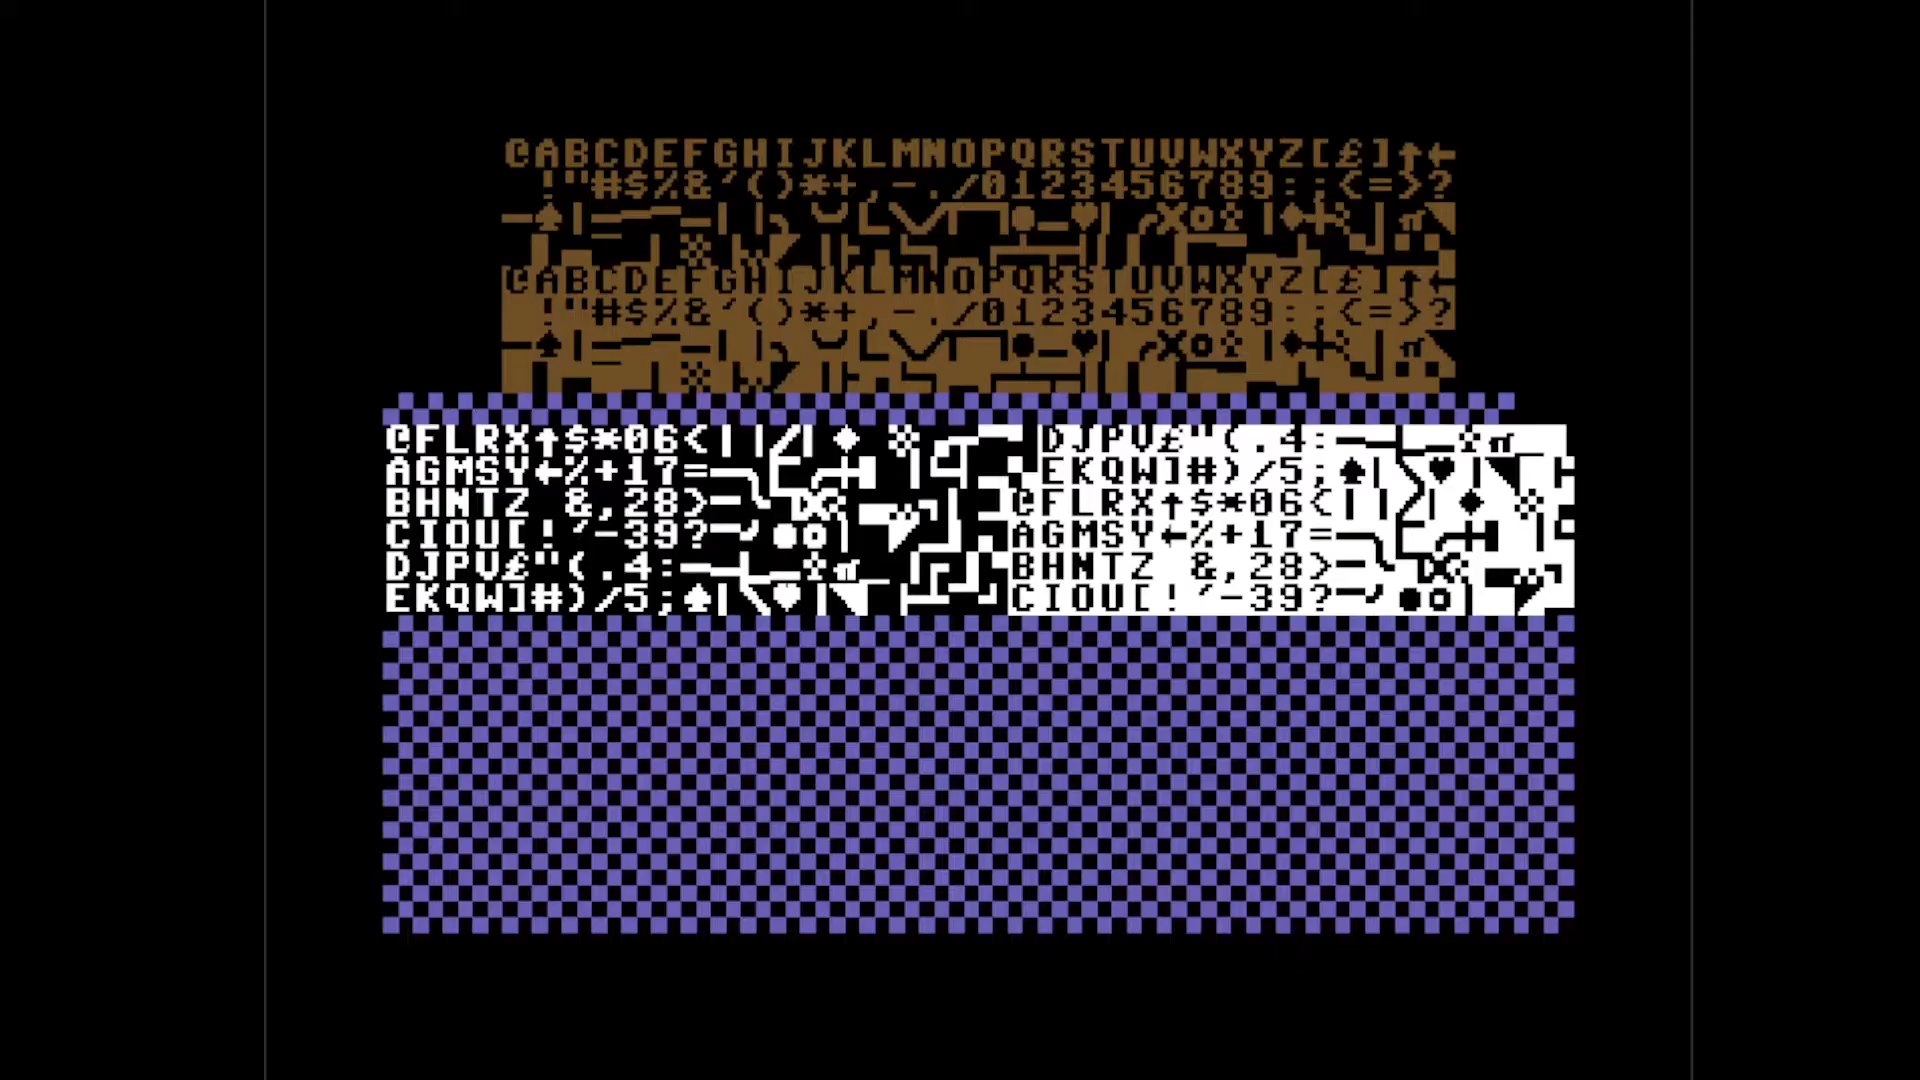 @ABCDEFGHIJKLMNOPQRSTUVWXYZ[£]↑←
!"#$%&'()*+,-./0123456789:;<=>?
@ABCDEFGHIJKLMNOPQRSTUVWXYZ[£]↑←
!"#$%&'()*+,-./0123456789:;<=>?
@FLRX↑$*06< DJPV£"(.4:
AGMSY←%+17= EKQW]#)/5;
BHNTZ &,28> @FLRX↑$*06<
CIOU[!'-39? AGMSY←%+17=
DJPV£"(.4: BHNTZ &,28>
EKQW]#)/5; CIOU[!'-39?